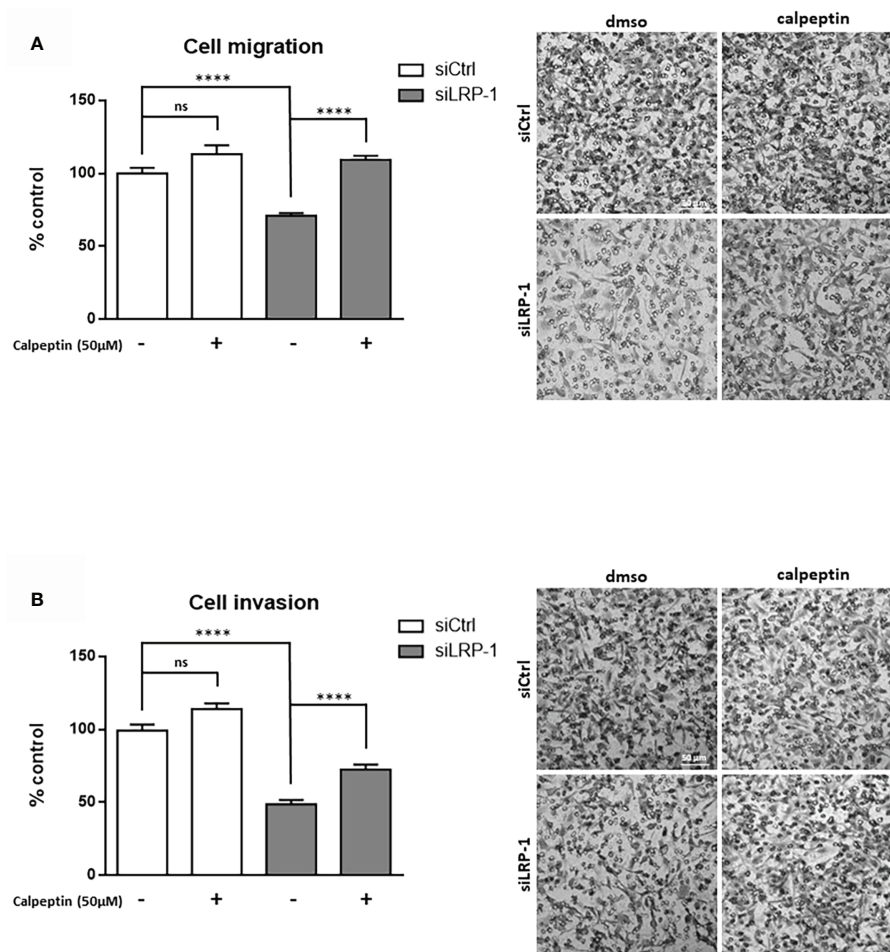 A
Cell migration
siCtrl
siLRP-1
****
ns
****
150
100
50
0
% control
Calpeptin (50µM) - + - +
dmso calpeptin
siCtrl
siLRP-1
B
Cell invasion
siCtrl
siLRP-1
****
ns
****
150
100
50
0
% control
Calpeptin (50µM) - + - +
dmso calpeptin
siCtrl
50 µm
siLRP-1